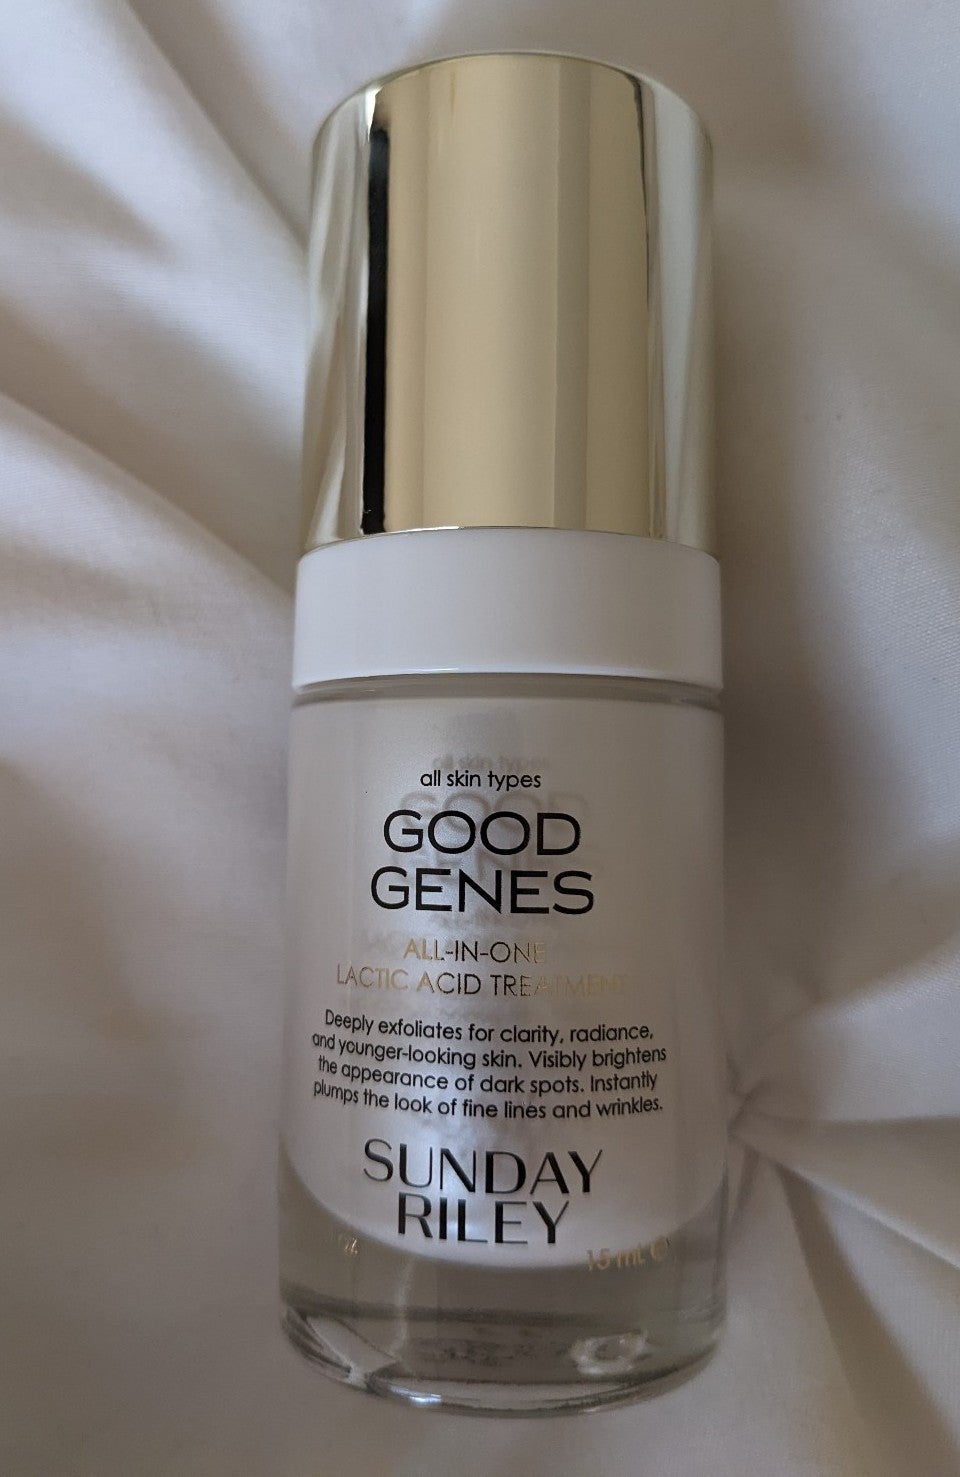 all skin types
GOOD
GENES
ALL-IN-ONE
LACTIC ACID TREATMENT
Deeply exfoliates for clarity, radiance,
and younger-looking skin. Visibly brightens
the appearance of dark spots. Instantly
plumps the look of fine lines and wrinkles.
SUNDAY
RILEY
oz 15 mL